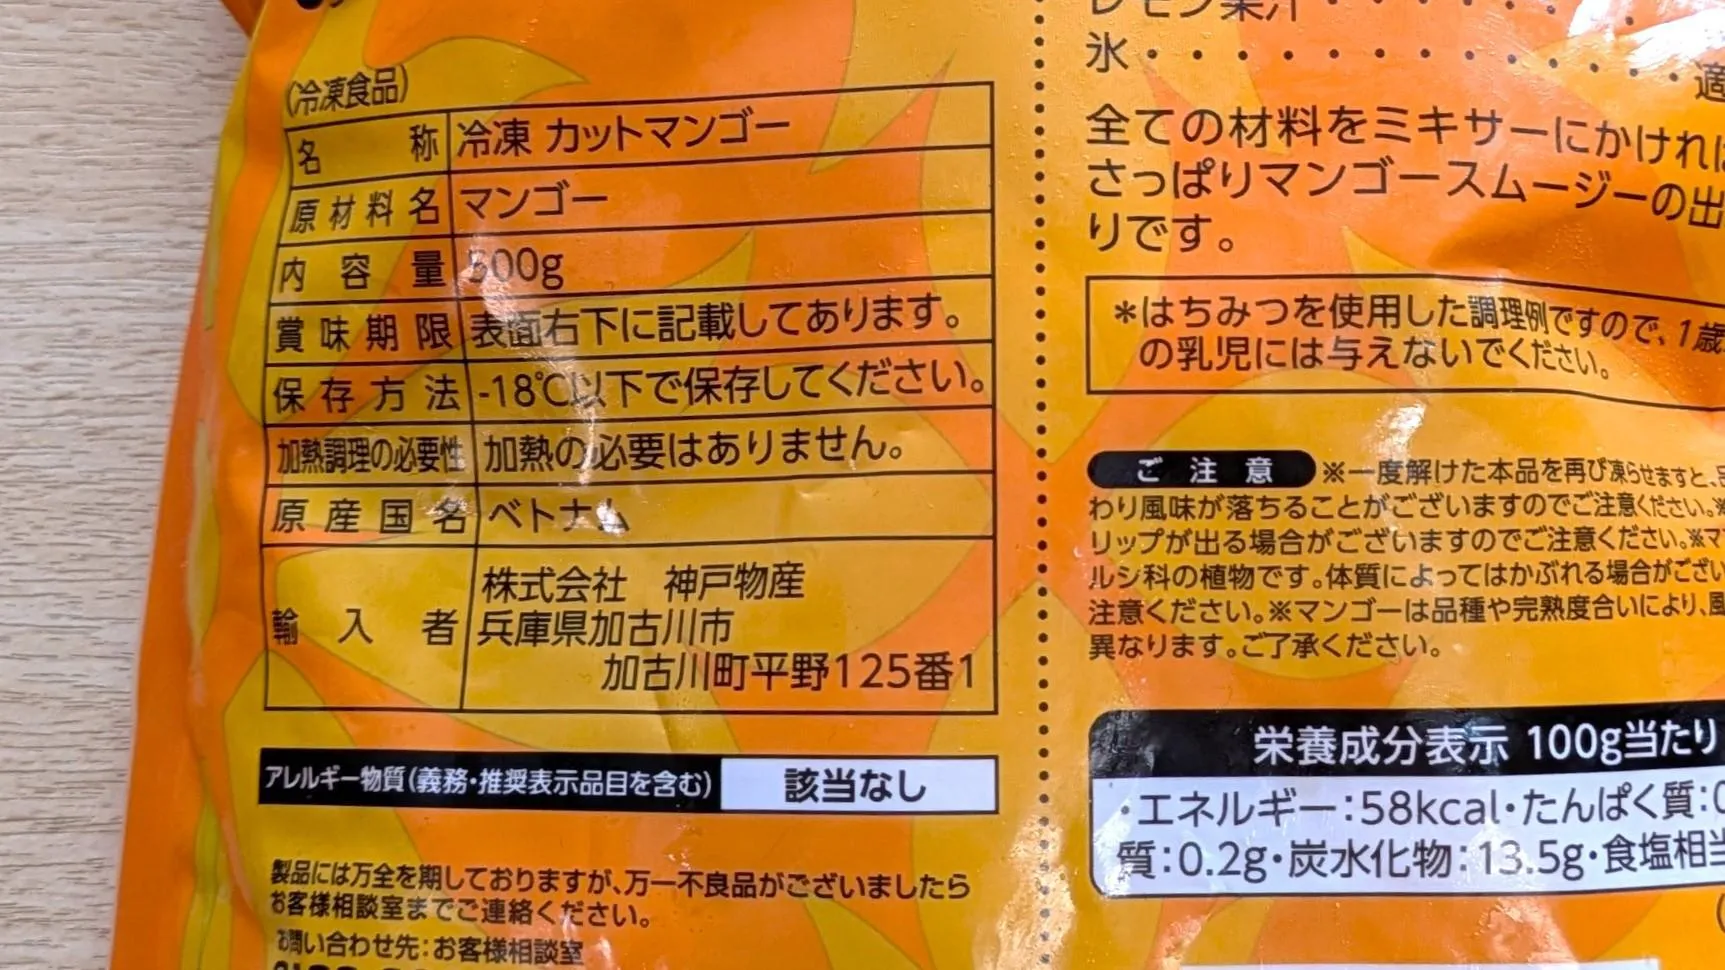 (冷凍食品)
名称 冷凍 カットマンゴー
原材料名 マンゴー
内容量 500g
賞味期限 表面右下に記載してあります。
保存方法 -18℃以下で保存してください。
加熱調理の必要性 加熱の必要はありません。
原産国名 ベトナム
輸入者 株式会社 神戸物産
兵庫県加古川市
加古川町平野125番1
アレルギー物質(義務・推奨表示品目を含む) 該当なし
製品には万全を期しておりますが、万一不良品がございましたら
お客様相談室までご連絡ください。
お問い合わせ先:お客様相談室
レモン果汁・・・・・・
氷・・・・・・・・・・・・・・適
全ての材料をミキサーにかければ
さっぱりマンゴースムージーの出
りです。
*はちみつを使用した調理例ですので、1歳
の乳児には与えないでください。
ご注意 ※一度解けた本品を再び凍らせますと、品
わり風味が落ちることがございますのでご注意ください。※
リップが出る場合がございますのでご注意ください。※マ
ルシ科の植物です。体質によってはかぶれる場合がござい
注意ください。※マンゴーは品種や完熟度合いにより、風
異なります。ご了承ください。
栄養成分表示 100g当たり
・エネルギー:58kcal・たんぱく質:0
質:0.2g・炭水化物:13.5g・食塩相当